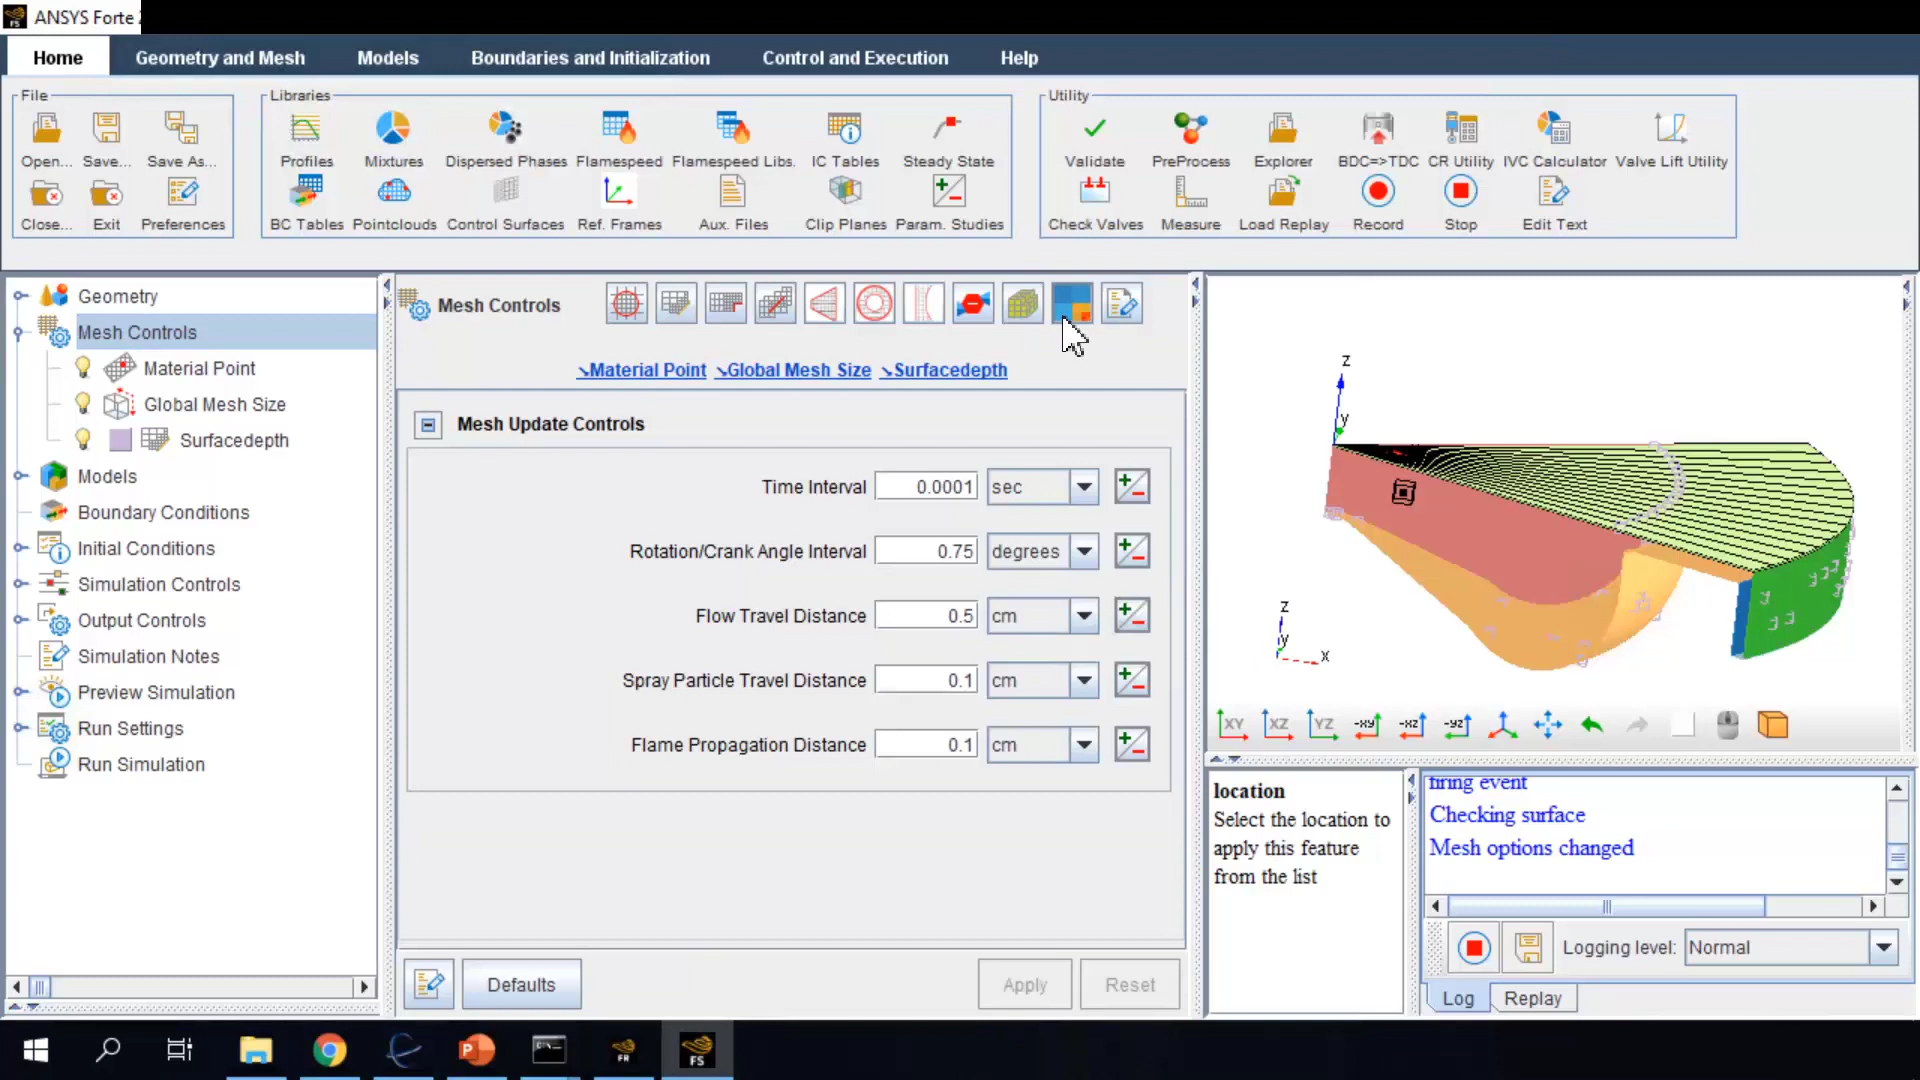 ANSYS Forte
Home Geometry and Mesh Models Boundaries and Initialization Control and Execution Help
File Libraries Utility
Open... Save... Save As... Profiles Mixtures Dispersed Phases Flamespeed Flamespeed Libs. IC Tables Steady State Validate PreProcess Explorer BDC=>TDC CR Utility IVC Calculator Valve Lift Utility
Close... Exit Preferences BC Tables Pointclouds Control Surfaces Ref. Frames Aux. Files Clip Planes Param. Studies Check Valves Measure Load Replay Record Stop Edit Text
Geometry
Mesh Controls
Material Point
Global Mesh Size
Surfacedepth
Models
Boundary Conditions
Initial Conditions
Simulation Controls
Output Controls
Simulation Notes
Preview Simulation
Run Settings
Run Simulation
Mesh Controls
Material Point Global Mesh Size Surfacedepth
Mesh Update Controls
Time Interval 0.0001 sec
Rotation/Crank Angle Interval 0.75 degrees
Flow Travel Distance 0.5 cm
Spray Particle Travel Distance 0.1 cm
Flame Propagation Distance 0.1 cm
Defaults Apply Reset
z
y
z
y
x
XY XZ YZ -xy -xz -yz
location
Select the location to
apply this feature
from the list
firing event
Checking surface
Mesh options changed
Logging level: Normal
Log Replay
FR FS